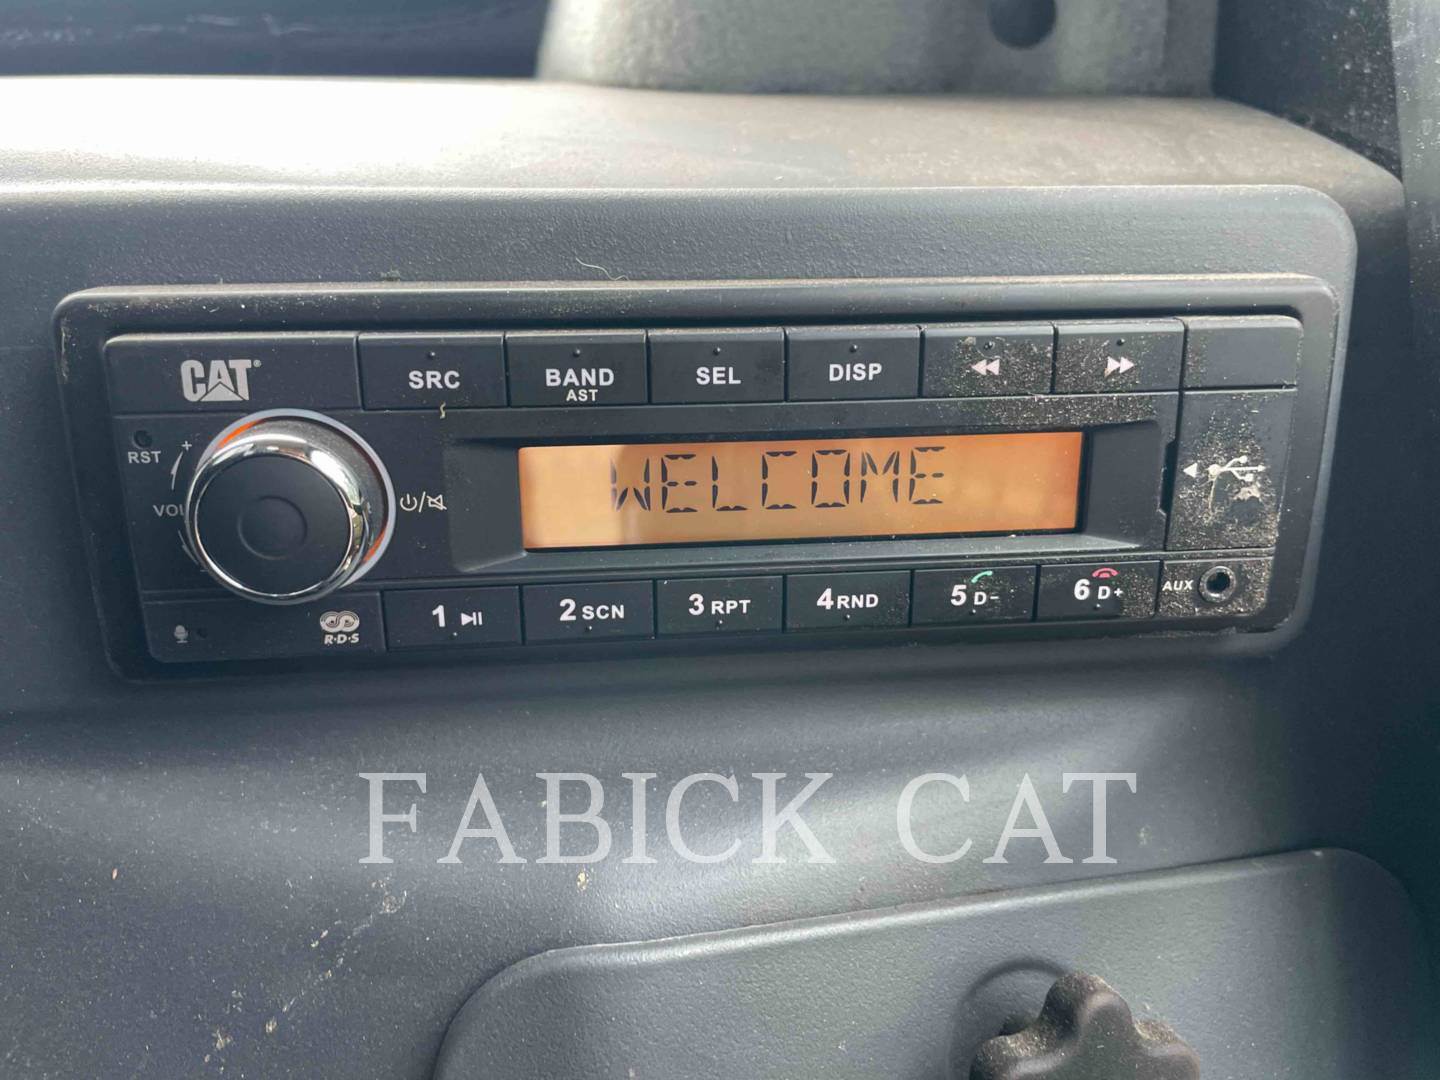 CAT®
SRC
BAND
AST
SEL
DISP
RST
+
VOL
WELCOME
R·D·S
1
2 SCN
3 RPT
4 RND
5 D-
6 D+
AUX
FABICK CAT